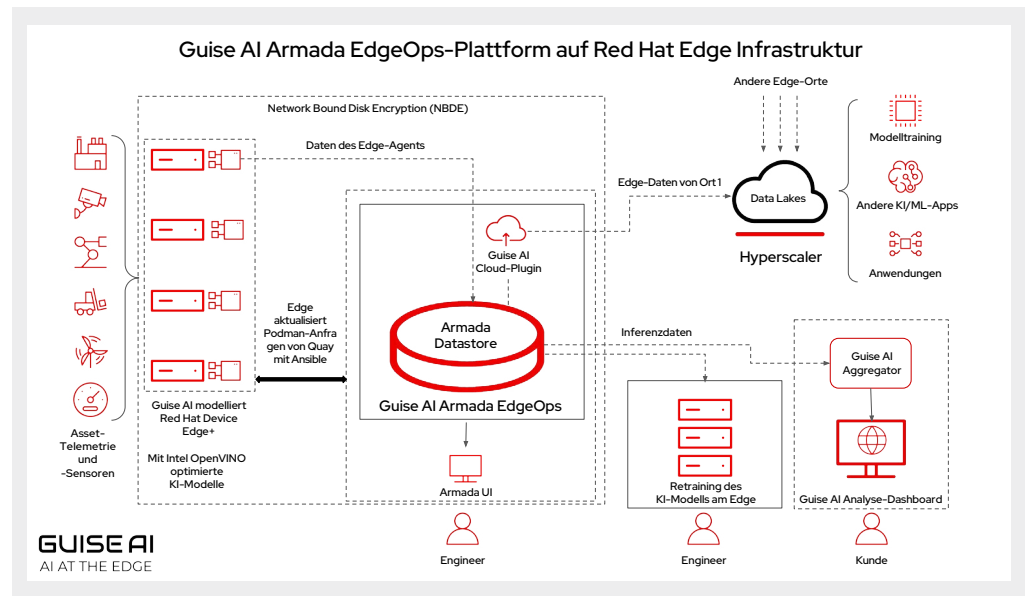 Guise AI Armada EdgeOps-Plattform auf Red Hat Edge Infrastruktur
Network Bound Disk Encryption (NBDE)
Daten des Edge-Agents
Asset-
Telemetrie
und
-Sensoren
Guise AI modelliert
Red Hat Device
Edge+
Mit Intel OpenVINO
optimierte
KI-Modelle
Edge
aktualisiert
Podman-Anfra
gen von Quay
mit Ansible
Guise AI
Cloud-Plugin
Armada
Datastore
Guise AI Armada EdgeOps
Armada UI
Engineer
Edge-Daten von Ort 1
Andere Edge-Orte
Data Lakes
Hyperscaler
Modelltraining
Andere KI/ML-Apps
Anwendungen
Inferenzdaten
Retraining des
KI-Modells am Edge
Engineer
Guise AI
Aggregator
Guise AI Analyse-Dashboard
Kunde
GUISE AI
AI AT THE EDGE